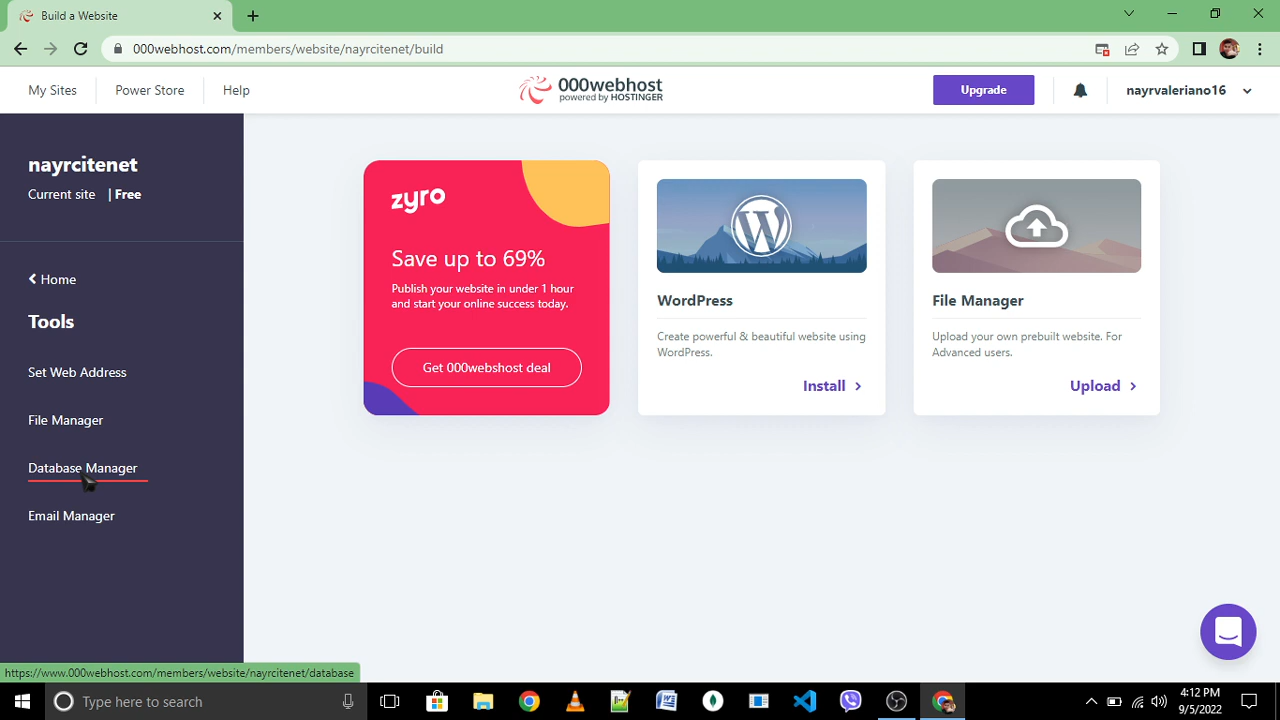 Build a Website
000webhost.com/members/website/nayrcitenet/build
My Sites
Power Store
Help
000webhost
powered by HOSTINGER
Upgrade
nayrvaleriano16
nayrcitenet
Current site | Free
Home
Tools
Set Web Address
File Manager
Database Manager
Email Manager
zyro
Save up to 69%
Publish your website in under 1 hour
and start your online success today.
Get 000webshost deal
WordPress
Create powerful & beautiful website using
WordPress.
Install
File Manager
Upload your own prebuilt website. For
Advanced users.
Upload
https://www.000webhost.com/members/website/nayrcitenet/database
Type here to search
4:12 PM
9/5/2022